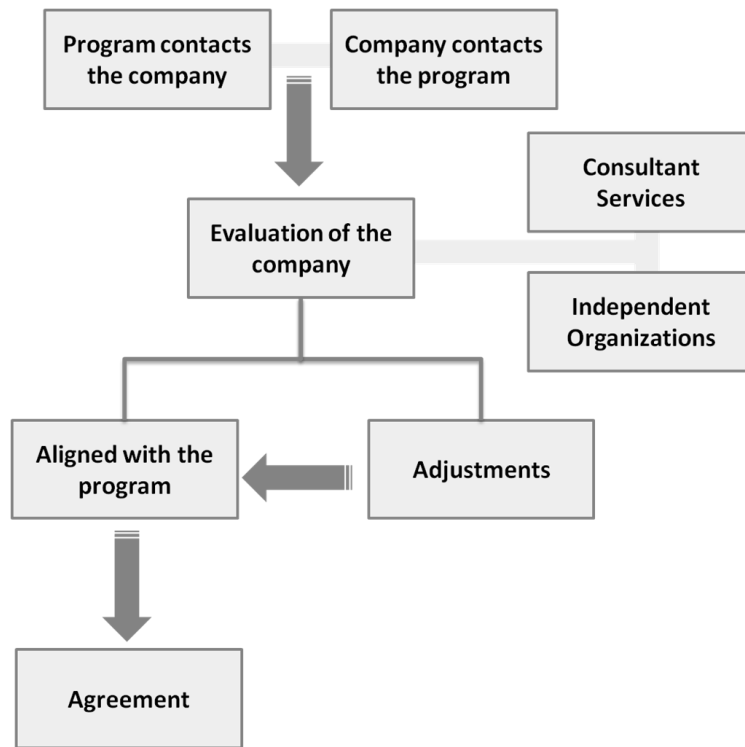 Program contacts
the company
Company contacts
the program
Consultant
Services
Evaluation of the
company
Independent
Organizations
Aligned with the
program
Adjustments
Agreement